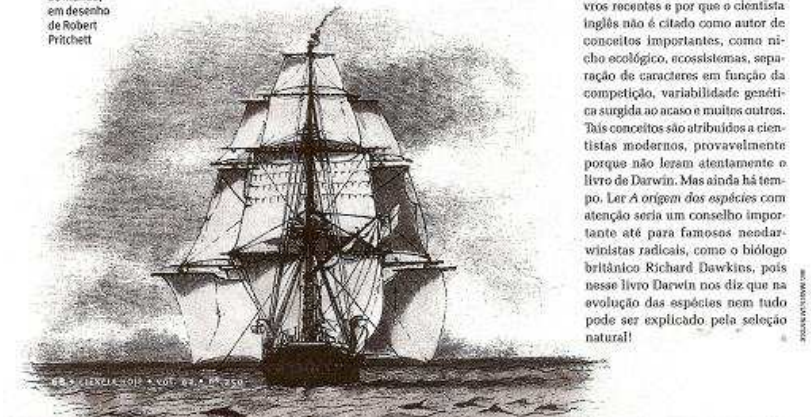 em desenho
de Robert
Pritchett
vros recentes e por que o cientista
inglês não é citado como autor de
conceitos importantes, como ni-
cho ecológico, ecossistemas, sepa-
ração de caracteres em função da
competição, variabilidade genéti-
ca surgida ao acaso e muitos outros.
Tais conceitos são atribuídos a cien-
tistas modernos, provavelmente
porque não leram atentamente o
livro de Darwin. Mas ainda há tem-
po. Ler A origem das espécies com
atenção seria um conselho impor-
tante até para famosos neodar-
winistas radicais, como o biólogo
britânico Richard Dawkins, pois
nesse livro Darwin nos diz que na
evolução das espécies nem tudo
pode ser explicado pela seleção
natural!
68 • CIÊNCIA HOJE • vol. 42 • nº 250